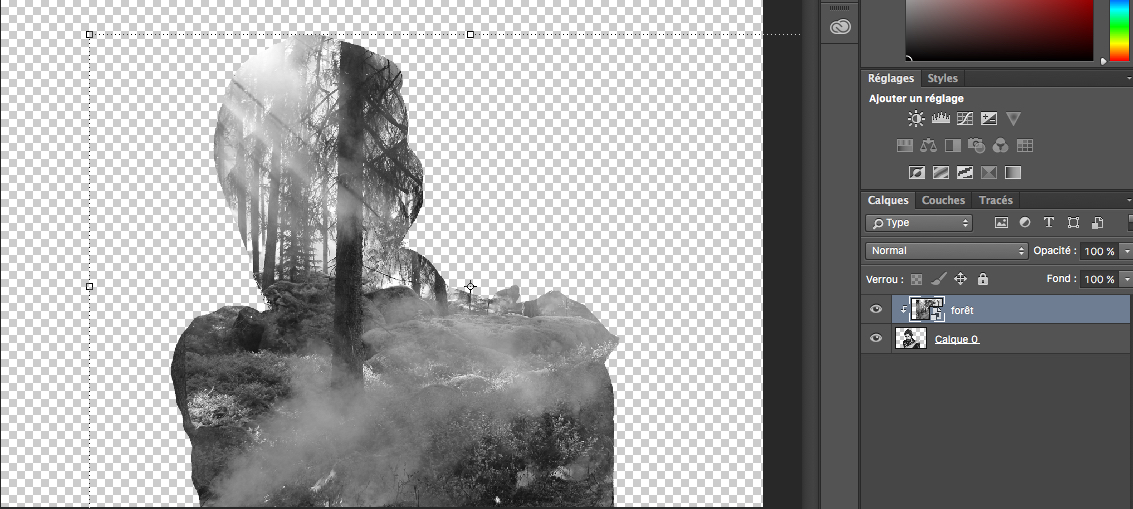 Réglages Styles
Ajouter un réglage
Calques Couches Tracés
Type
Normal Opacité : 100 %
Verrou : Fond : 100 %
forêt
Calque 0